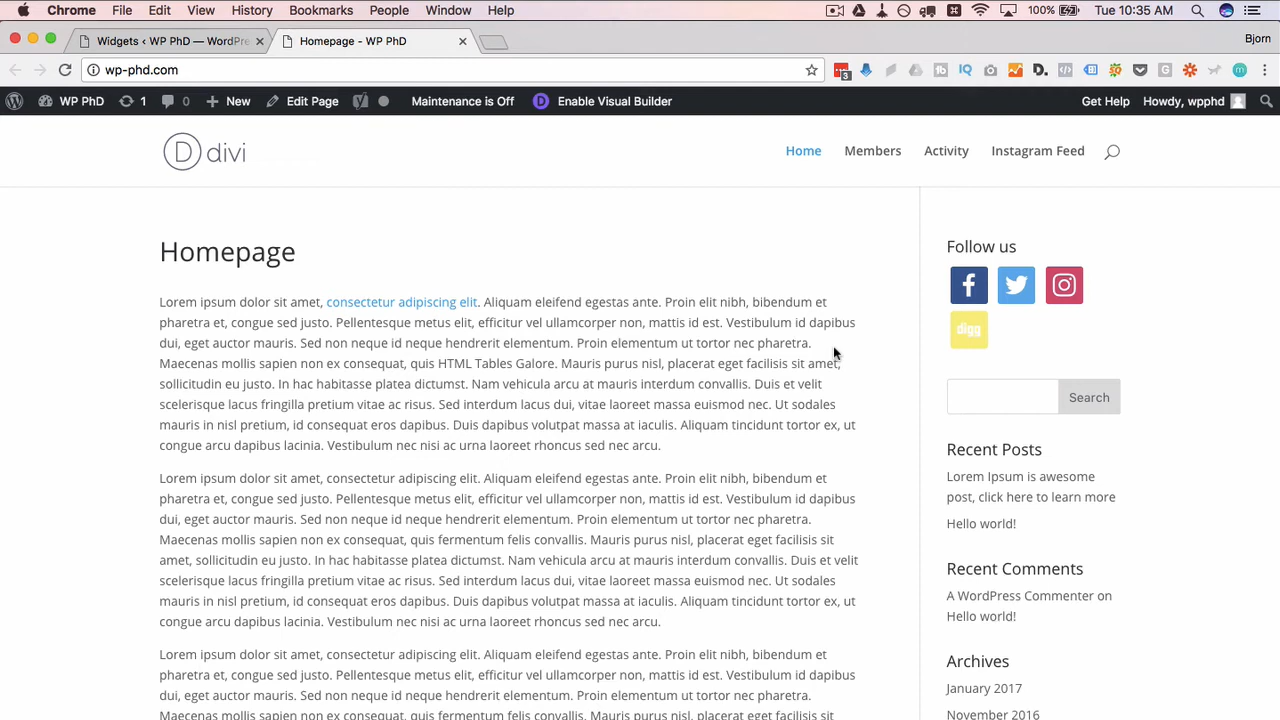 Chrome File Edit View History Bookmarks People Window Help 100% Tue 10:35 AM
Widgets ‹ WP PhD — WordPre Homepage - WP PhD Bjorn
wp-phd.com 3
WP PhD 1 0 New Edit Page Maintenance is Off Enable Visual Builder Get Help Howdy, wpphd
D divi Home Members Activity Instagram Feed
Homepage
Lorem ipsum dolor sit amet, consectetur adipiscing elit. Aliquam eleifend egestas ante. Proin elit nibh, bibendum et
pharetra et, congue sed justo. Pellentesque metus elit, efficitur vel ullamcorper non, mattis id est. Vestibulum id dapibus
dui, eget auctor mauris. Sed non neque id neque hendrerit elementum. Proin elementum ut tortor nec pharetra.
Maecenas mollis sapien non ex consequat, quis HTML Tables Galore. Mauris purus nisl, placerat eget facilisis sit amet,
sollicitudin eu justo. In hac habitasse platea dictumst. Nam vehicula arcu at mauris interdum convallis. Duis et velit
scelerisque lacus fringilla pretium vitae ac risus. Sed interdum lacus dui, vitae laoreet massa euismod nec. Ut sodales
mauris in nisl pretium, id consequat eros dapibus. Duis dapibus volutpat massa at iaculis. Aliquam tincidunt tortor ex, ut
congue arcu dapibus lacinia. Vestibulum nec nisi ac urna laoreet rhoncus sed nec arcu.
Lorem ipsum dolor sit amet, consectetur adipiscing elit. Aliquam eleifend egestas ante. Proin elit nibh, bibendum et
pharetra et, congue sed justo. Pellentesque metus elit, efficitur vel ullamcorper non, mattis id est. Vestibulum id dapibus
dui, eget auctor mauris. Sed non neque id neque hendrerit elementum. Proin elementum ut tortor nec pharetra.
Maecenas mollis sapien non ex consequat, quis fermentum felis convallis. Mauris purus nisl, placerat eget facilisis sit
amet, sollicitudin eu justo. In hac habitasse platea dictumst. Nam vehicula arcu at mauris interdum convallis. Duis et velit
scelerisque lacus fringilla pretium vitae ac risus. Sed interdum lacus dui, vitae laoreet massa euismod nec. Ut sodales
mauris in nisl pretium, id consequat eros dapibus. Duis dapibus volutpat massa at iaculis. Aliquam tincidunt tortor ex, ut
congue arcu dapibus lacinia. Vestibulum nec nisi ac urna laoreet rhoncus sed nec arcu.
Lorem ipsum dolor sit amet, consectetur adipiscing elit. Aliquam eleifend egestas ante. Proin elit nibh, bibendum et
pharetra et, congue sed justo. Pellentesque metus elit, efficitur vel ullamcorper non, mattis id est. Vestibulum id dapibus
dui, eget auctor mauris. Sed non neque id neque hendrerit elementum. Proin elementum ut tortor nec pharetra.
Maecenas mollis sapien non ex consequat, quis fermentum felis convallis. Mauris purus nisl, placerat eget facilisis sit
Follow us
digg
Search
Recent Posts
Lorem Ipsum is awesome
post, click here to learn more
Hello world!
Recent Comments
A WordPress Commenter on
Hello world!
Archives
January 2017
November 2016